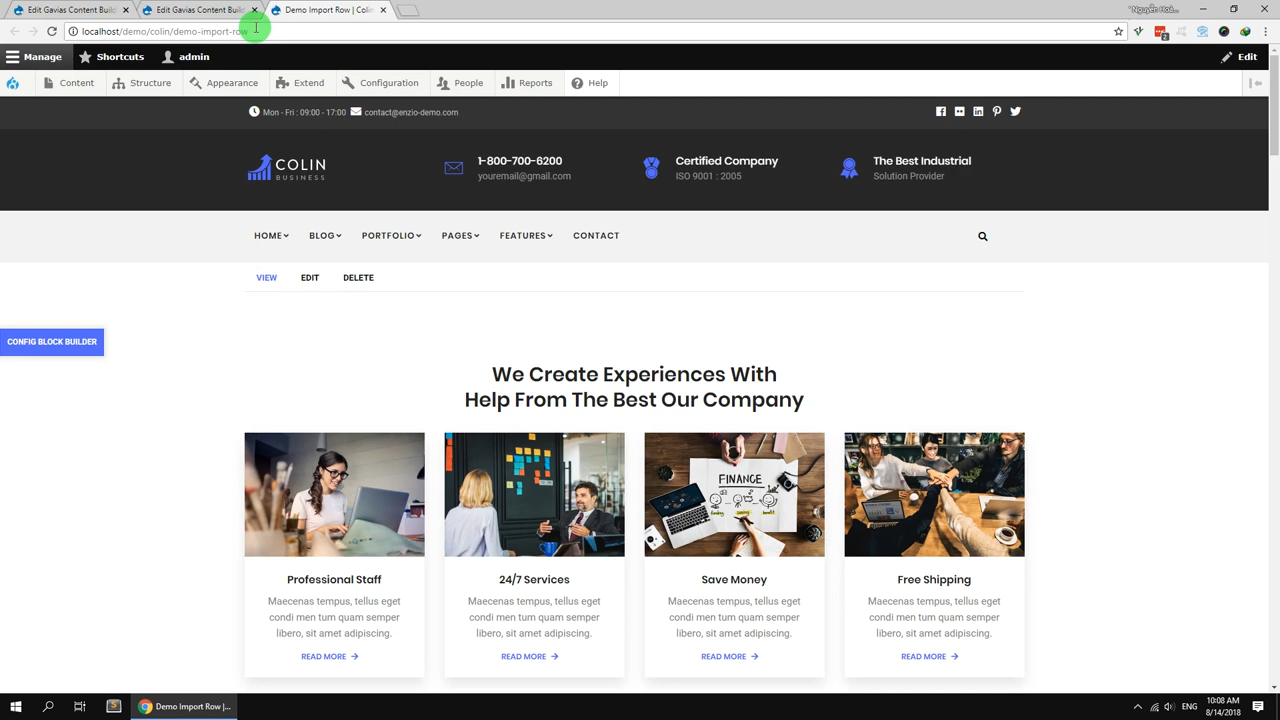 Edit Gavias Content Buil
Edit Gavias Content Buil
Demo Import Row | Coli
localhost/demo/colin/demo-import-row
2
Manage
Shortcuts
admin
Edit
Content
Structure
Appearance
Extend
Configuration
People
Reports
Help
Mon - Fri : 09:00 - 17:00
contact@enzio-demo.com
COLIN
BUSINESS
1-800-700-6200
youremail@gmail.com
Certified Company
ISO 9001 : 2005
The Best Industrial
Solution Provider
HOME
BLOG
PORTFOLIO
PAGES
FEATURES
CONTACT
VIEW
EDIT
DELETE
CONFIG BLOCK BUILDER
We Create Experiences With
Help From The Best Our Company
FINANCE
Professional Staff
24/7 Services
Save Money
Free Shipping
Maecenas tempus, tellus eget
condi men tum quam semper
libero, sit amet adipiscing.
Maecenas tempus, tellus eget
condi men tum quam semper
libero, sit amet adipiscing.
Maecenas tempus, tellus eget
condi men tum quam semper
libero, sit amet adipiscing.
Maecenas tempus, tellus eget
condi men tum quam semper
libero, sit amet adipiscing.
READ MORE
READ MORE
READ MORE
READ MORE
Demo Import Row |...
ENG
10:08 AM
8/14/2018